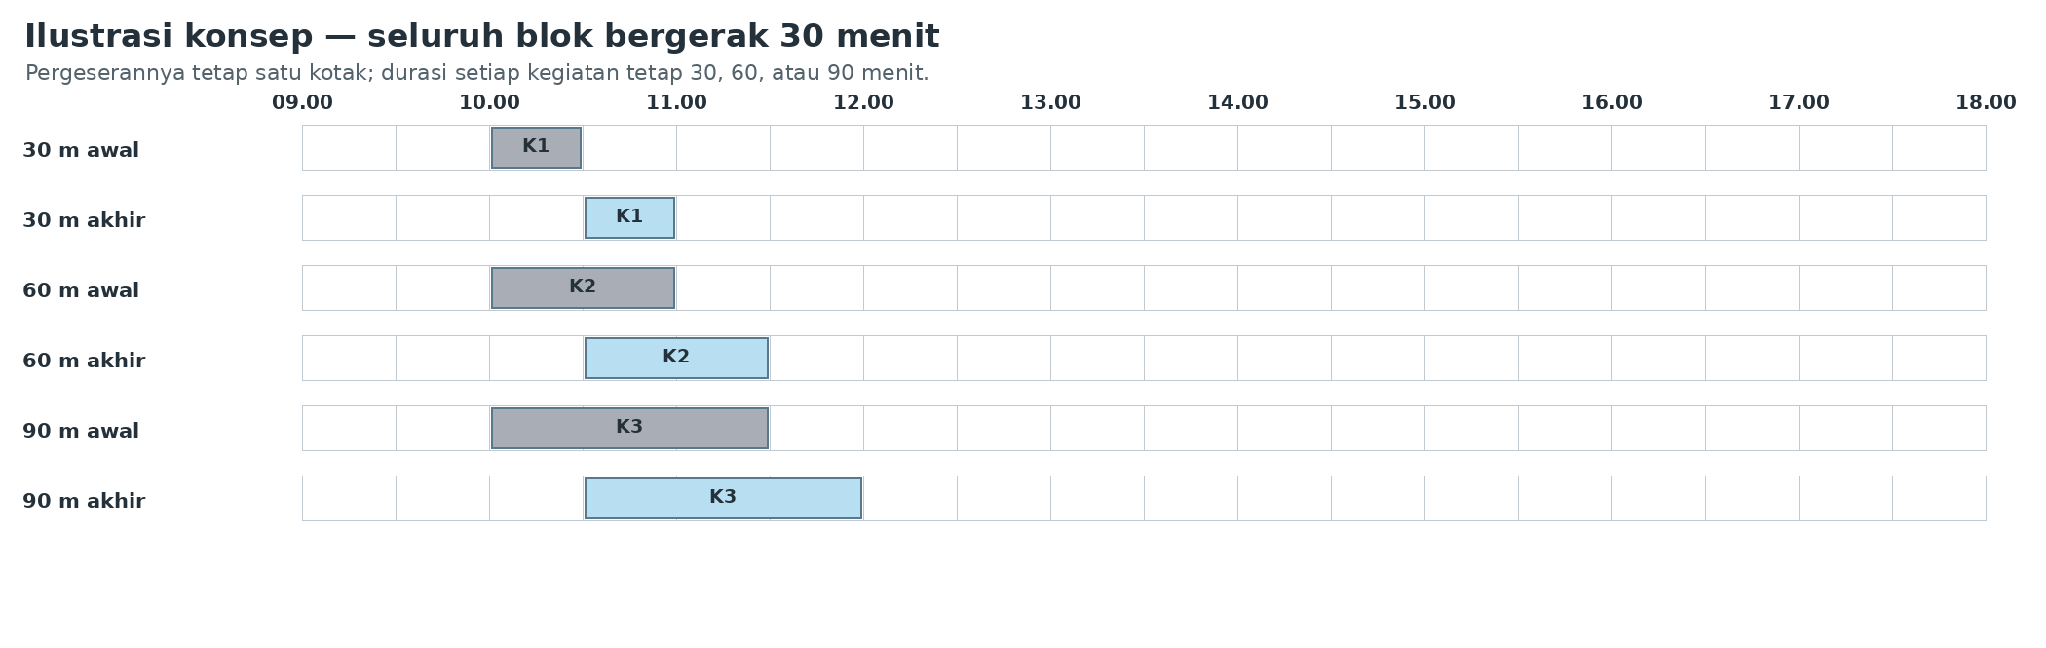 Ilustrasi konsep — seluruh blok bergerak 30 menit
Pergeserannya tetap satu kotak; durasi setiap kegiatan tetap 30, 60, atau 90 menit.
09.00 10.00 11.00 12.00 13.00 14.00 15.00 16.00 17.00 18.00
30 m awal K1
30 m akhir K1
60 m awal K2
60 m akhir K2
90 m awal K3
90 m akhir K3